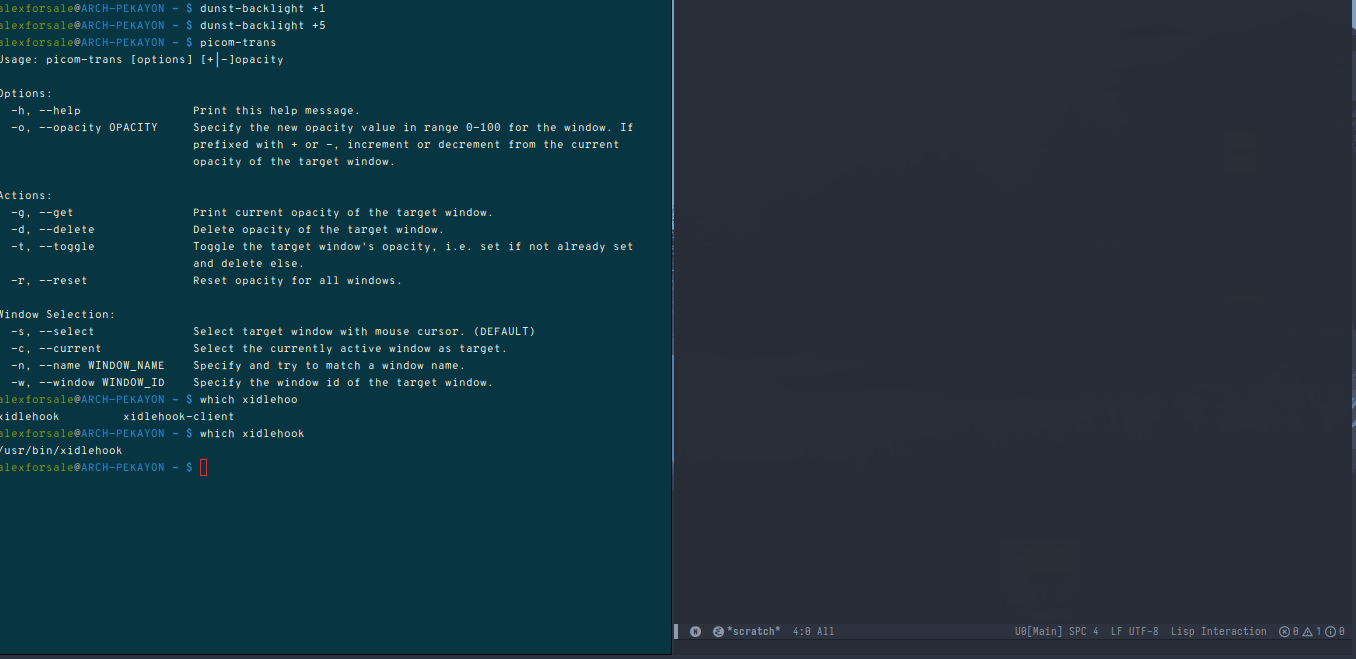 alexforsale@ARCH-PEKAYON ~ $ dunst-backlight +1
alexforsale@ARCH-PEKAYON ~ $ dunst-backlight +5
alexforsale@ARCH-PEKAYON ~ $ picom-trans
Usage: picom-trans [options] [+|-]opacity
Options:
-h, --help Print this help message.
-o, --opacity OPACITY Specify the new opacity value in range 0-100 for the window. If
prefixed with + or -, increment or decrement from the current
opacity of the target window.
Actions:
-g, --get Print current opacity of the target window.
-d, --delete Delete opacity of the target window.
-t, --toggle Toggle the target window's opacity, i.e. set if not already set
and delete else.
-r, --reset Reset opacity for all windows.
Window Selection:
-s, --select Select target window with mouse cursor. (DEFAULT)
-c, --current Select the currently active window as target.
-n, --name WINDOW_NAME Specify and try to match a window name.
-w, --window WINDOW_ID Specify the window id of the target window.
alexforsale@ARCH-PEKAYON ~ $ which xidlehoo
xidlehook xidlehook-client
alexforsale@ARCH-PEKAYON ~ $ which xidlehook
/usr/bin/xidlehook
alexforsale@ARCH-PEKAYON ~ $
*scratch* 4:0 All U0[Main] SPC 4 LF UTF-8 Lisp Interaction 0 1 0